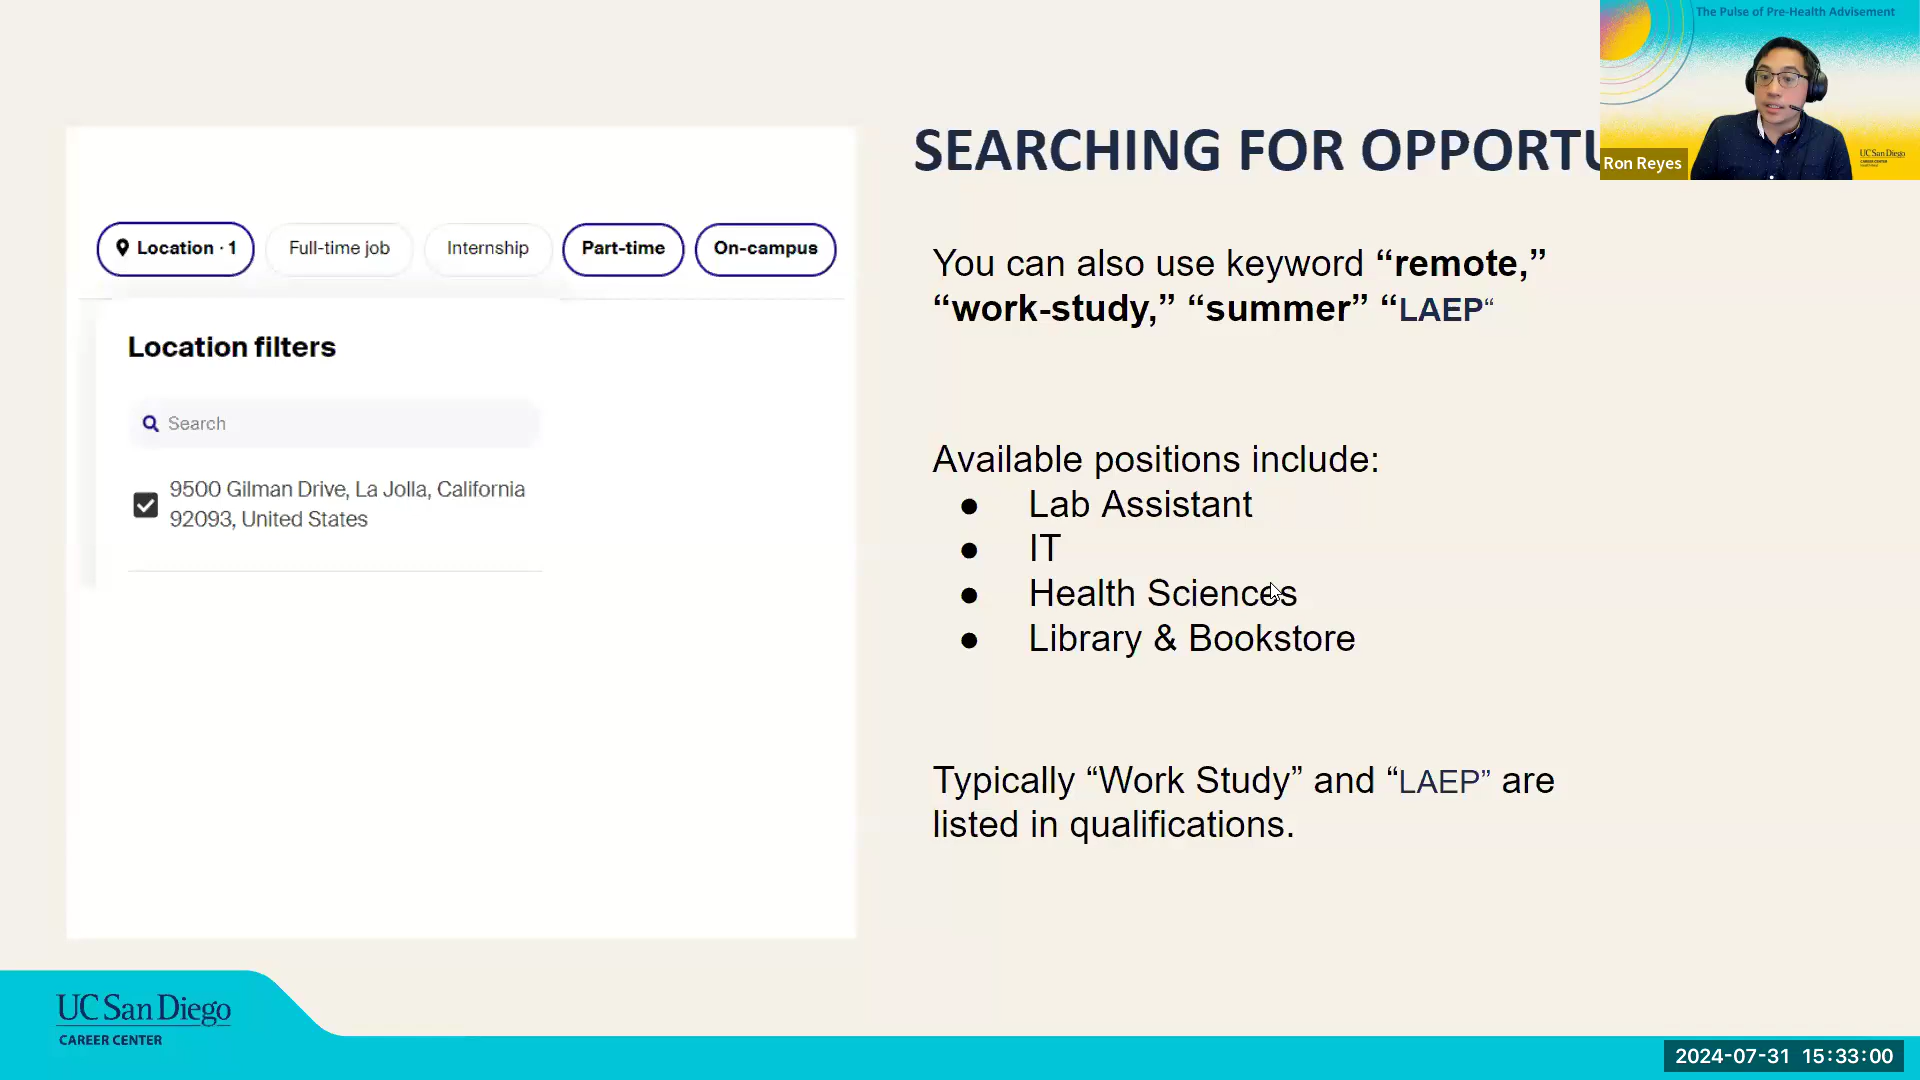 The Pulse of Pre-Health Advisement
UC San Diego
Ron Reyes
SEARCHING FOR OPPORTU
Location · 1
Full-time job
Internship
Part-time
On-campus
Location filters
Search
9500 Gilman Drive, La Jolla, California
92093, United States
You can also use keyword “remote,”
“work-study,” “summer” “LAEP“
Available positions include:
● Lab Assistant
● IT
● Health Sciences
● Library & Bookstore
Typically “Work Study” and “LAEP” are
listed in qualifications.
UC San Diego
CAREER CENTER
2024-07-31 15:33:00